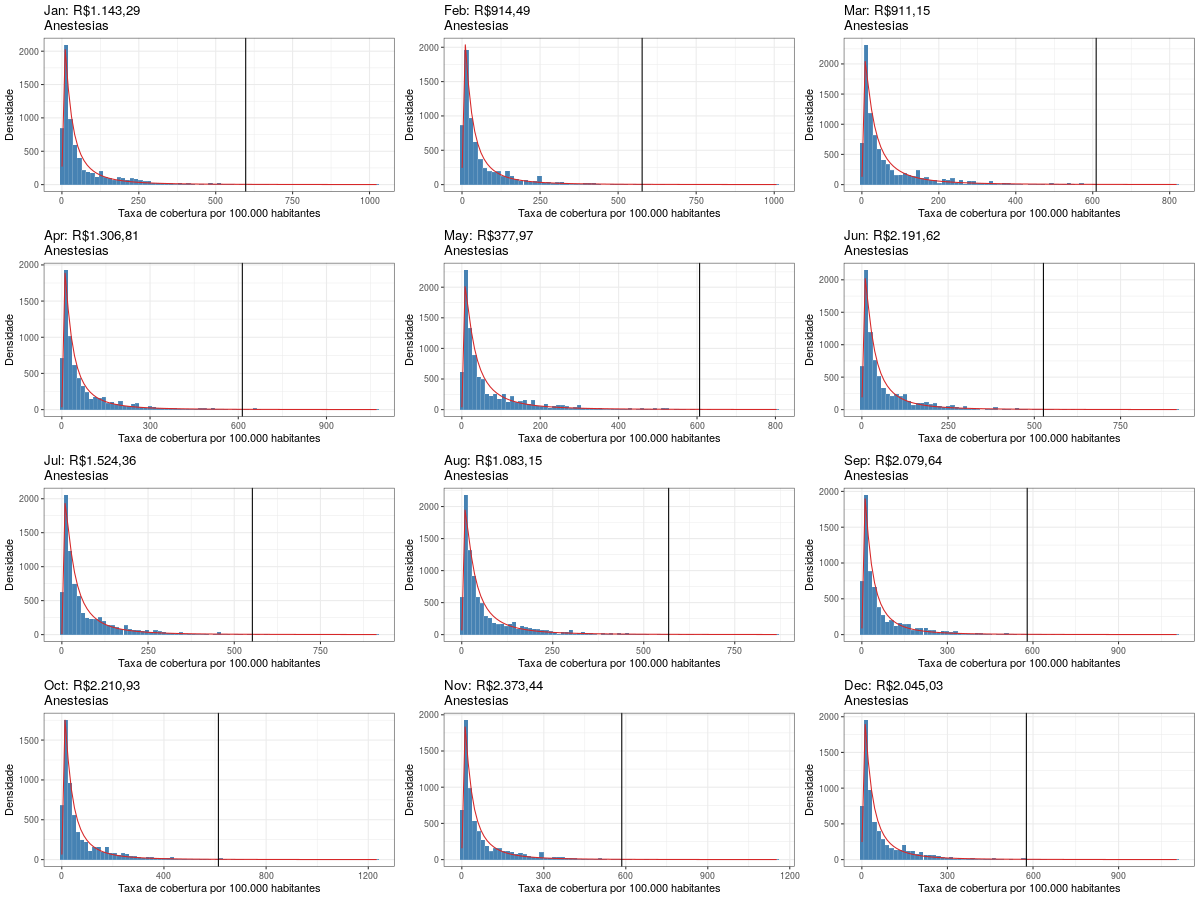 Jan: R$1.143,29
Anestesias
Densidade
2000
1500
1000
500
0
0
250
500
750
1000
Taxa de cobertura por 100.000 habitantes
Feb: R$914,49
Anestesias
Densidade
2000
1500
1000
500
0
0
250
500
750
1000
Taxa de cobertura por 100.000 habitantes
Mar: R$911,15
Anestesias
Densidade
2000
1500
1000
500
0
0
200
400
600
800
Taxa de cobertura por 100.000 habitantes
Apr: R$1.306,81
Anestesias
Densidade
2000
1500
1000
500
0
0
300
600
900
Taxa de cobertura por 100.000 habitantes
May: R$377,97
Anestesias
Densidade
2000
1500
1000
500
0
0
200
400
600
800
Taxa de cobertura por 100.000 habitantes
Jun: R$2.191,62
Anestesias
Densidade
2000
1500
1000
500
0
0
250
500
750
Taxa de cobertura por 100.000 habitantes
Jul: R$1.524,36
Anestesias
Densidade
2000
1500
1000
500
0
0
250
500
750
Taxa de cobertura por 100.000 habitantes
Aug: R$1.083,15
Anestesias
Densidade
2000
1500
1000
500
0
0
250
500
750
Taxa de cobertura por 100.000 habitantes
Sep: R$2.079,64
Anestesias
Densidade
2000
1500
1000
500
0
0
300
600
900
Taxa de cobertura por 100.000 habitantes
Oct: R$2.210,93
Anestesias
Densidade
1500
1000
500
0
0
400
800
1200
Taxa de cobertura por 100.000 habitantes
Nov: R$2.373,44
Anestesias
Densidade
2000
1500
1000
500
0
0
300
600
900
1200
Taxa de cobertura por 100.000 habitantes
Dec: R$2.045,03
Anestesias
Densidade
2000
1500
1000
500
0
0
300
600
900
Taxa de cobertura por 100.000 habitantes